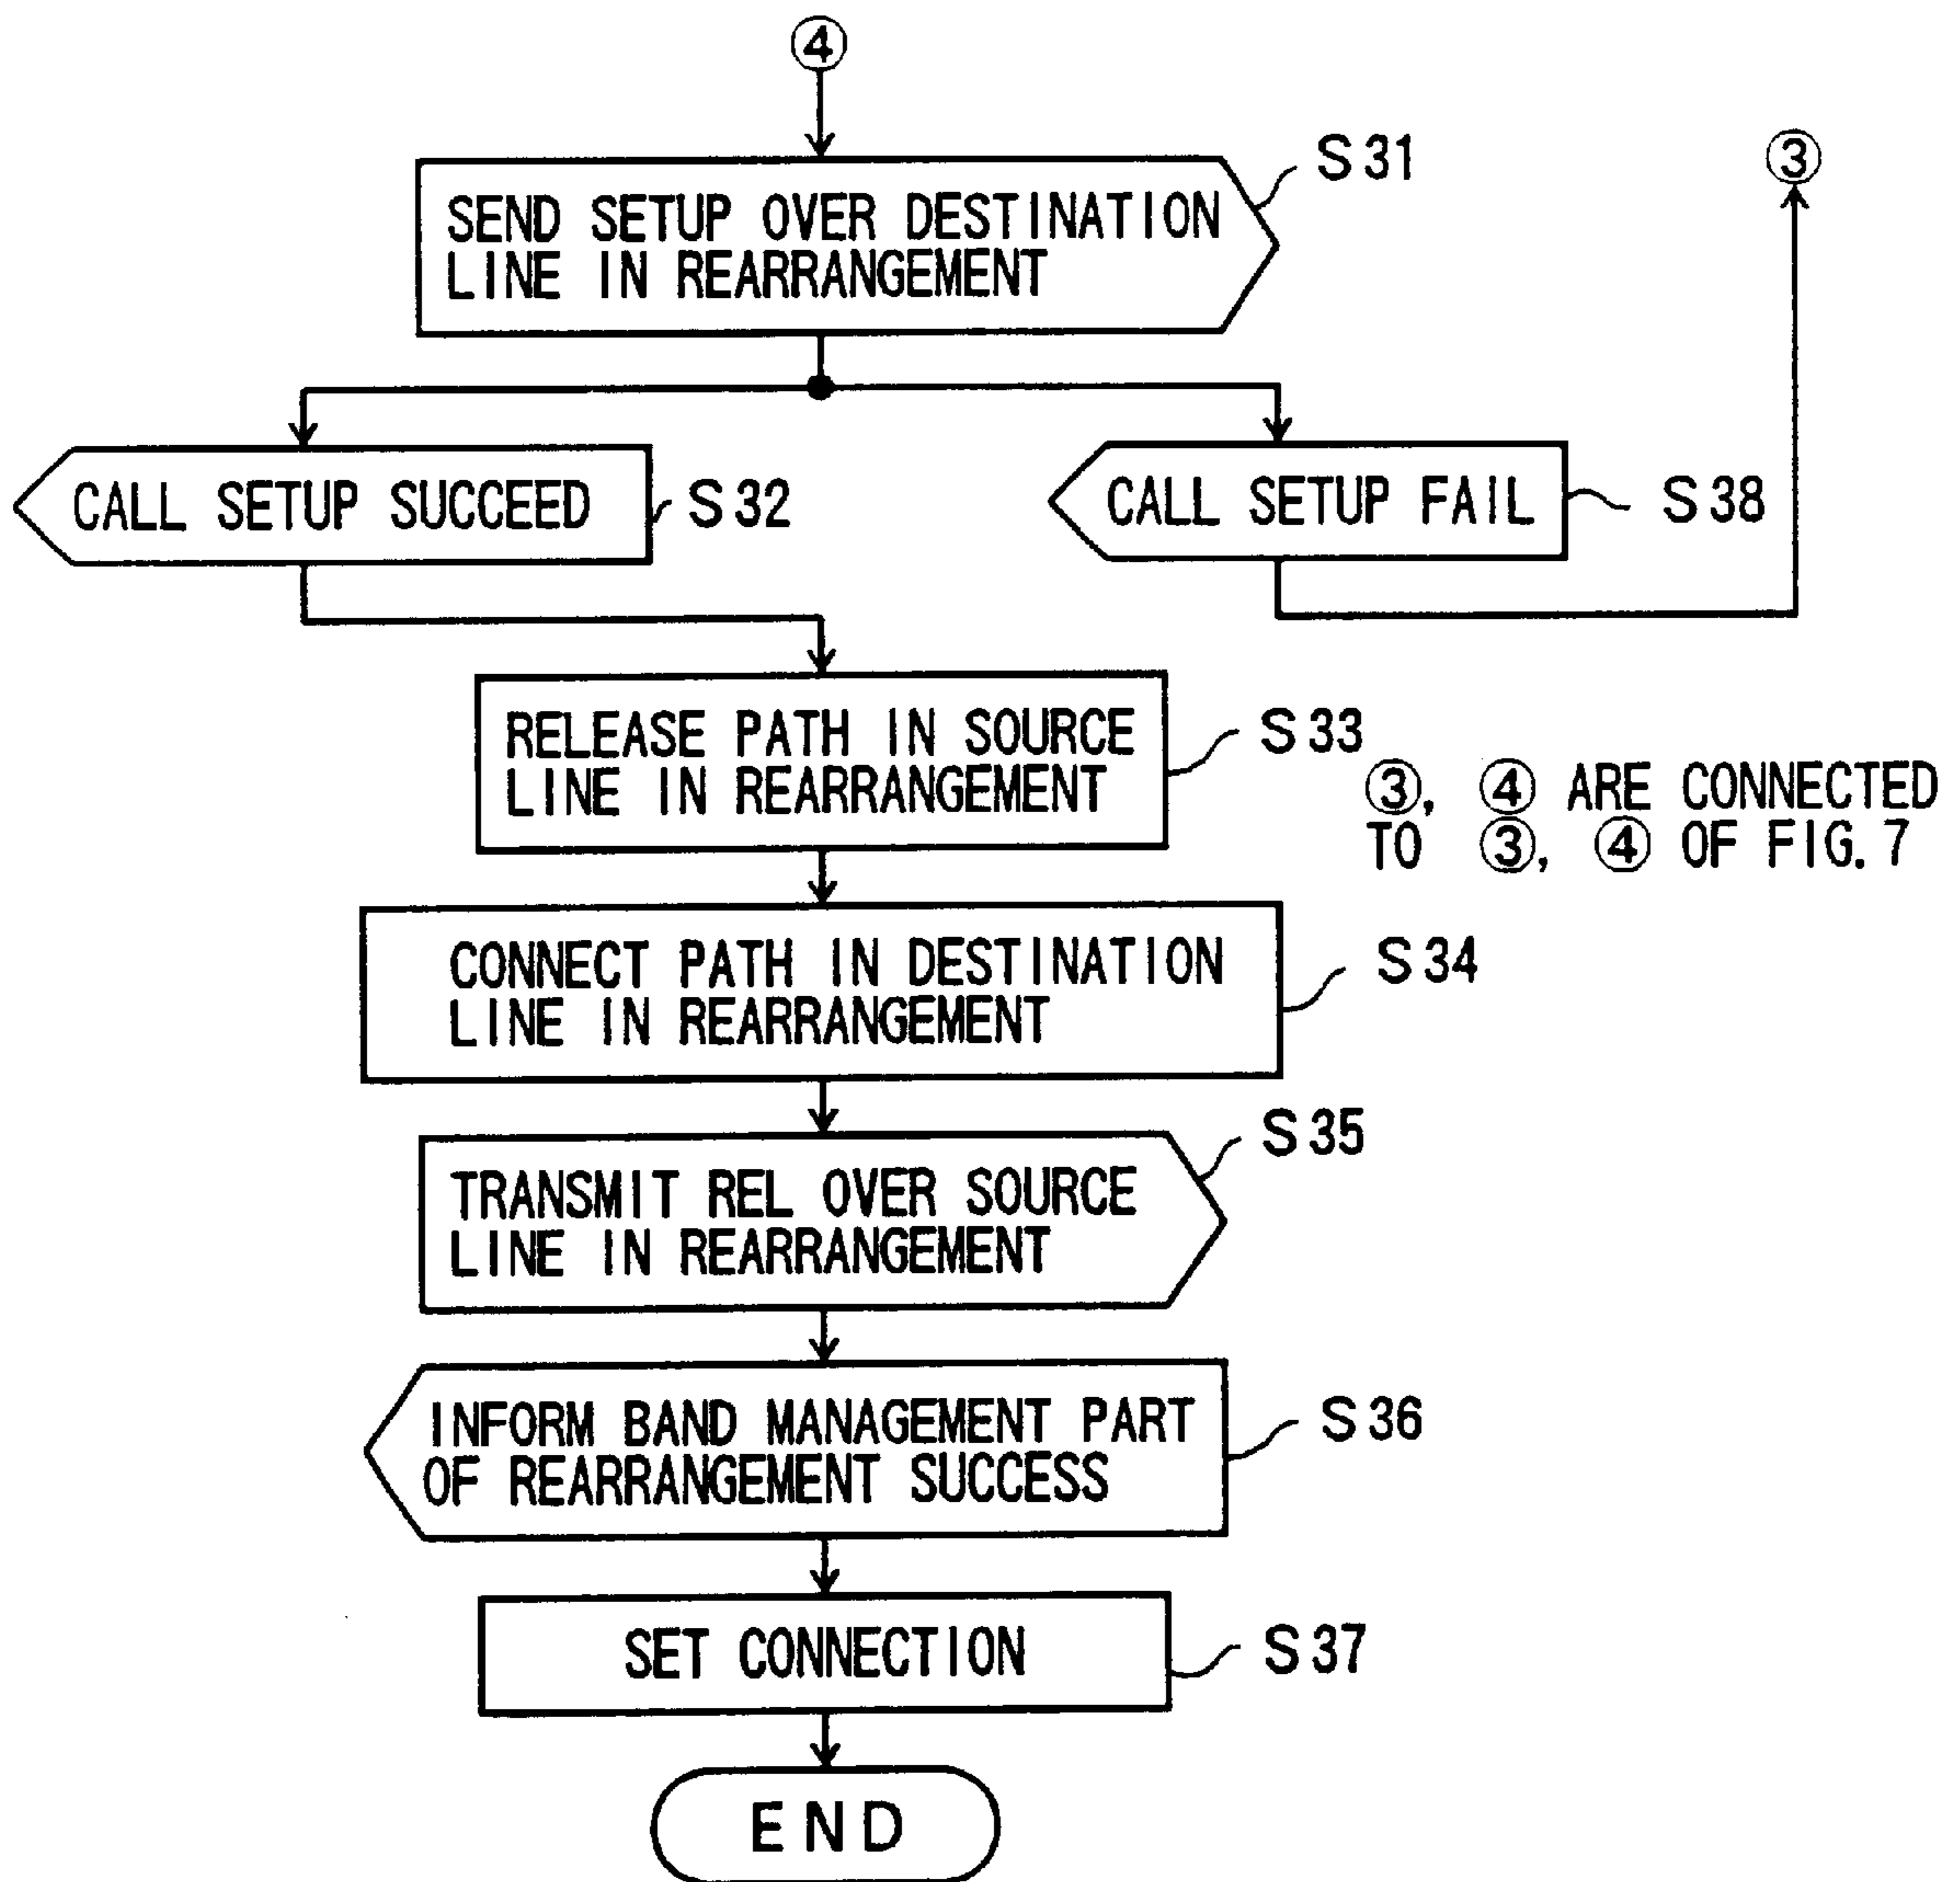 ④
S31
③
SEND SETUP OVER DESTINATION
LINE IN REARRANGEMENT
CALL SETUP SUCCEED
S32
CALL SETUP FAIL
S38
RELEASE PATH IN SOURCE
LINE IN REARRANGEMENT
S33
③, ④ ARE CONNECTED
TO ③, ④ OF FIG. 7
CONNECT PATH IN DESTINATION
LINE IN REARRANGEMENT
S34
S35
TRANSMIT REL OVER SOURCE
LINE IN REARRANGEMENT
INFORM BAND MANAGEMENT PART
OF REARRANGEMENT SUCCESS
S36
SET CONNECTION
S37
END